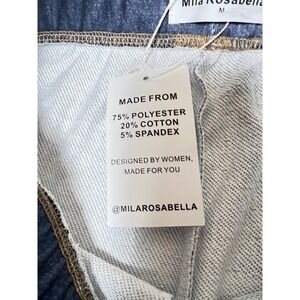 Mila Rosabella
M
MADE FROM
75% POLYESTER
20% COTTON
5% SPANDEX
DESIGNED BY WOMEN,
MADE FOR YOU
@MILAROSABELLA